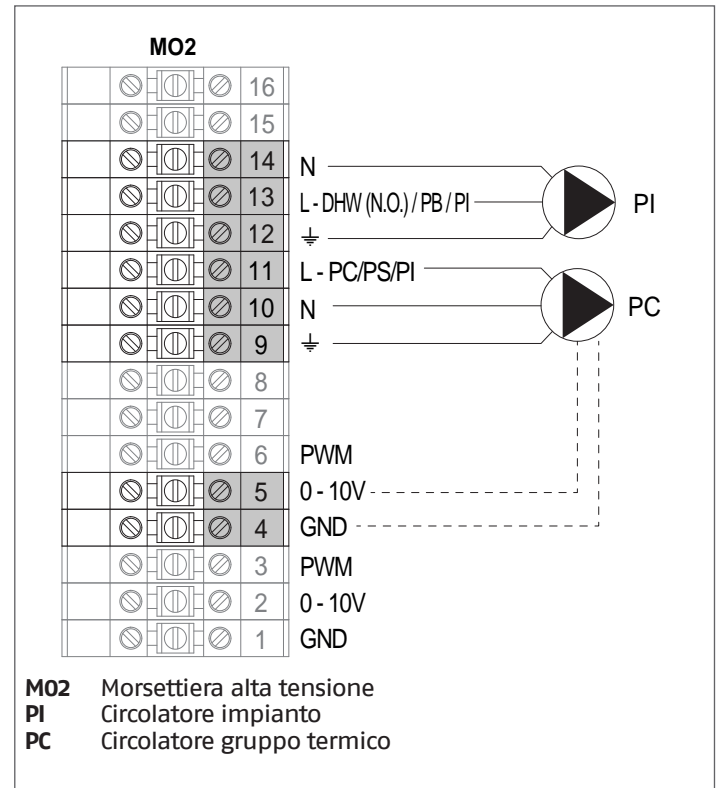 MO2
16
15
14 N
13 L - DHW (N.O.) / PB / PI PI
12 ⏚
11 L - PC/PS/PI
10 N PC
9 ⏚
8
7
6 PWM
5 0 - 10V
4 GND
3 PWM
2 0 - 10V
1 GND
M02 Morsettiera alta tensione
PI Circolatore impianto
PC Circolatore gruppo termico